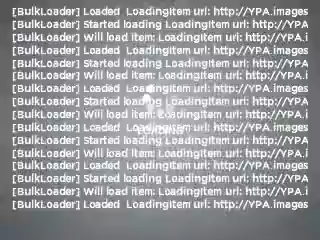 [BulkLoader] Loaded LoadingItem url: http://YPA.images
[BulkLoader] Started loading LoadingItem url: http://YPA
[BulkLoader] Will load item: LoadingItem url: http://YPA.i
[BulkLoader] Loaded LoadingItem url: http://YPA.images
[BulkLoader] Started loading LoadingItem url: http://YPA
[BulkLoader] Will load item: LoadingItem url: http://YPA.i
[BulkLoader] Loaded LoadingItem url: http://YPA.images
[BulkLoader] Started loading LoadingItem url: http://YPA
[BulkLoader] Will load item: LoadingItem url: http://YPA.i
[BulkLoader] Loaded LoadingItem url: http://YPA.images
LOADING
[BulkLoader] Started loading LoadingItem url: http://YPA
[BulkLoader] Will load item: LoadingItem url: http://YPA.i
[BulkLoader] Loaded LoadingItem url: http://YPA.images
[BulkLoader] Started loading LoadingItem url: http://YPA
[BulkLoader] Will load item: LoadingItem url: http://YPA.i
[BulkLoader] Loaded LoadingItem url: http://YPA.images